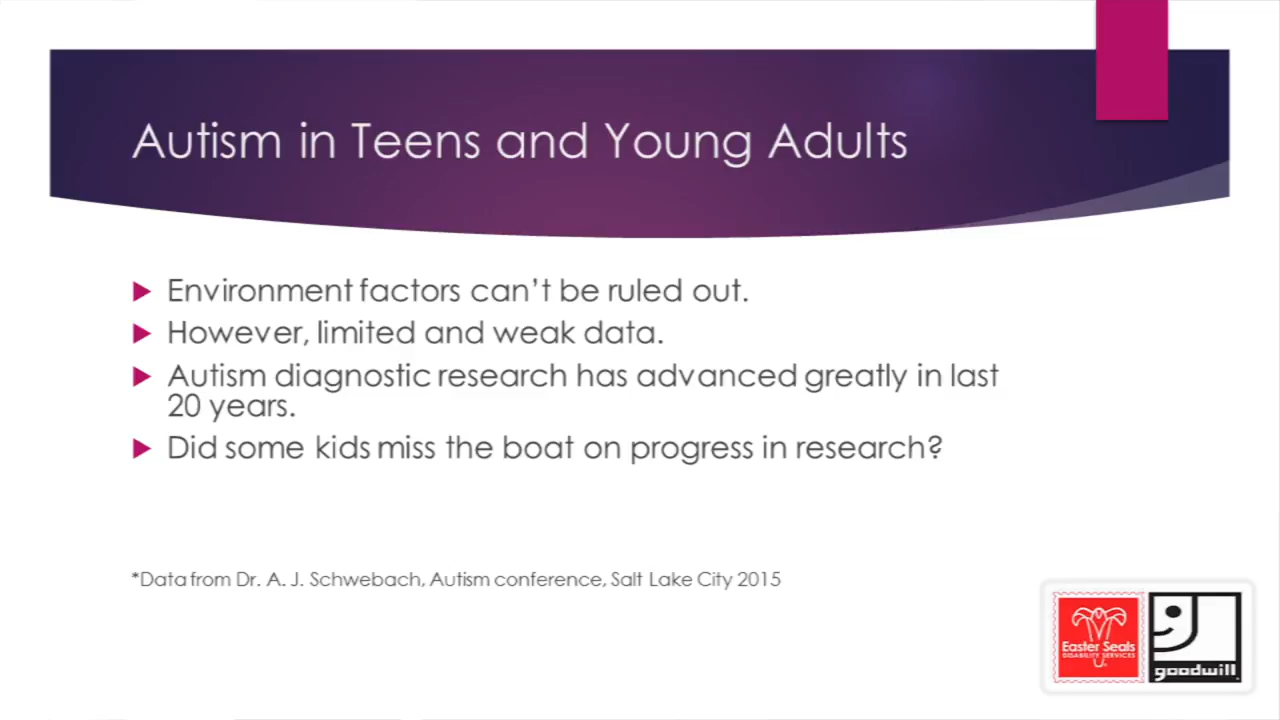 Autism in Teens and Young Adults
Environment factors can't be ruled out.
However, limited and weak data.
Autism diagnostic research has advanced greatly in last
20 years.
Did some kids miss the boat on progress in research?
*Data from Dr. A. J. Schwebach, Autism conference, Salt Lake City 2015
Easter Seals
DISABILITY SERVICES
goodwill